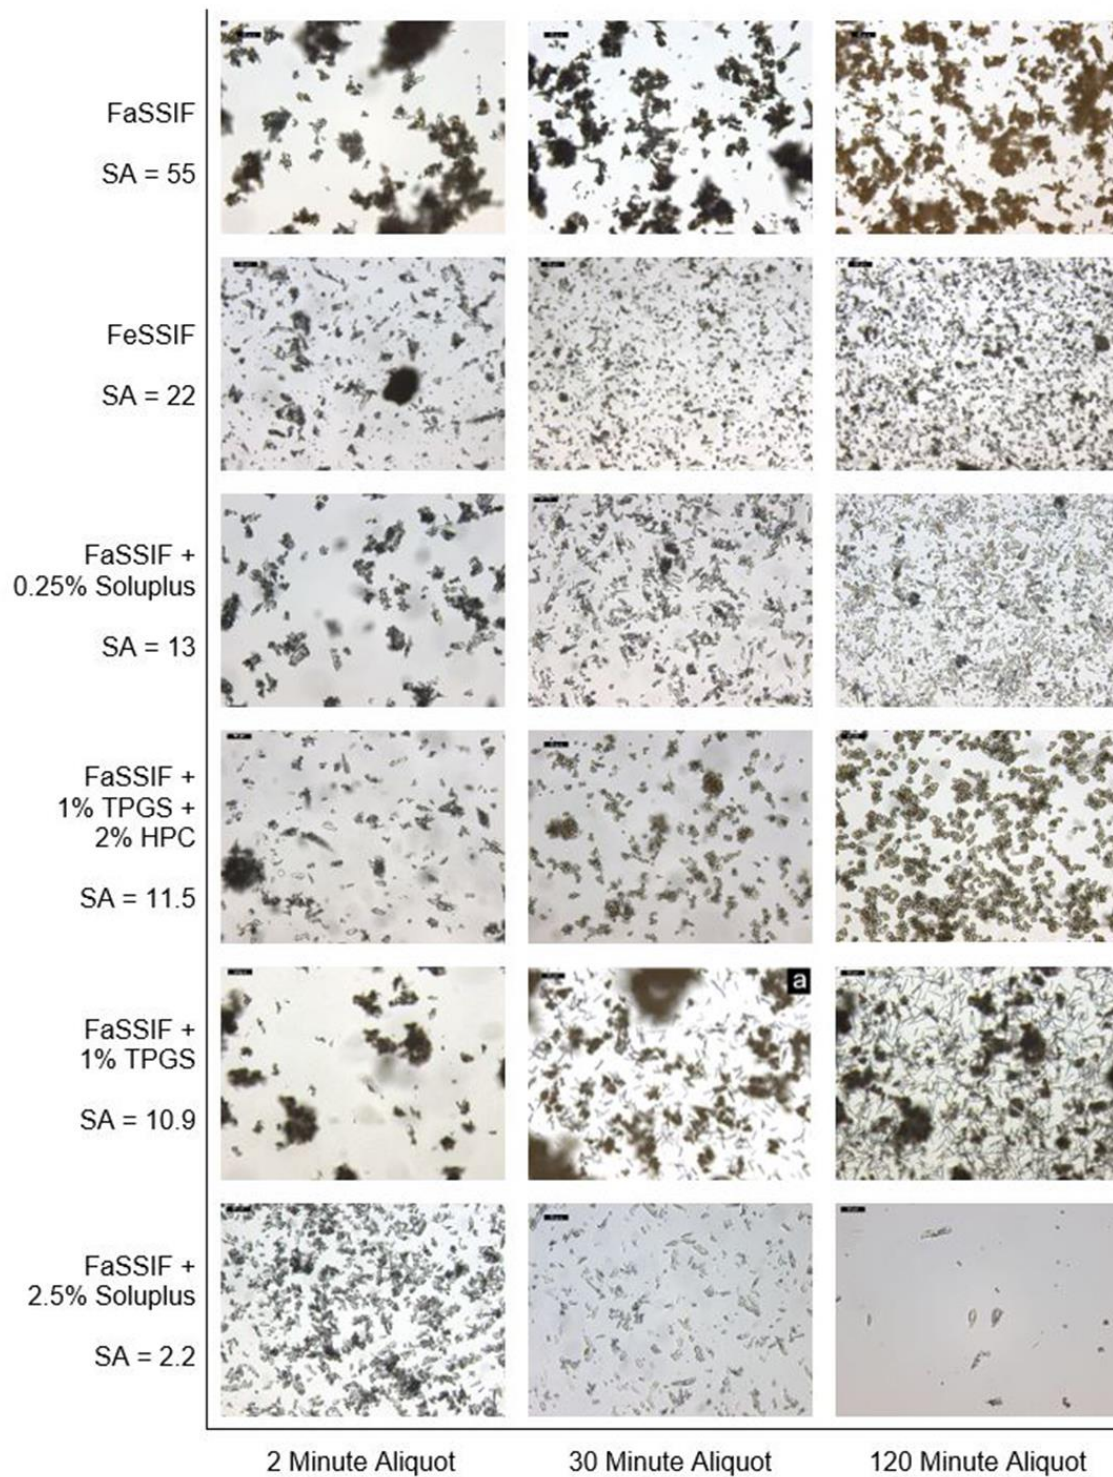 FaSSIF
SA = 55
FeSSIF
SA = 22
FaSSIF +
0.25% Soluplus
SA = 13
FaSSIF +
1% TPGS +
2% HPC
SA = 11.5
a
FaSSIF +
1% TPGS
SA = 10.9
FaSSIF +
2.5% Soluplus
SA = 2.2
2 Minute Aliquot
30 Minute Aliquot
120 Minute Aliquot